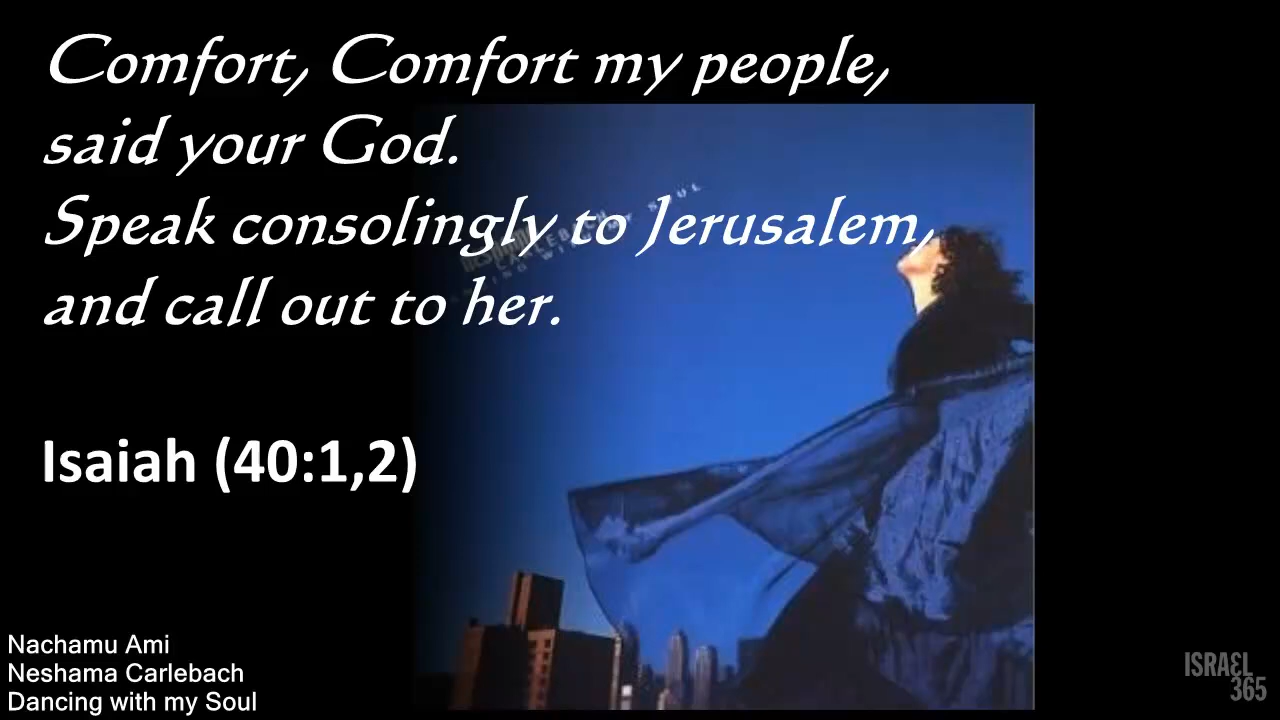 Comfort, Comfort my people,
said your God.
Speak consolingly to Jerusalem,
and call out to her.
Isaiah (40:1,2)
Nachamu Ami
Neshama Carlebach
Dancing with my Soul
ISRAEL
365